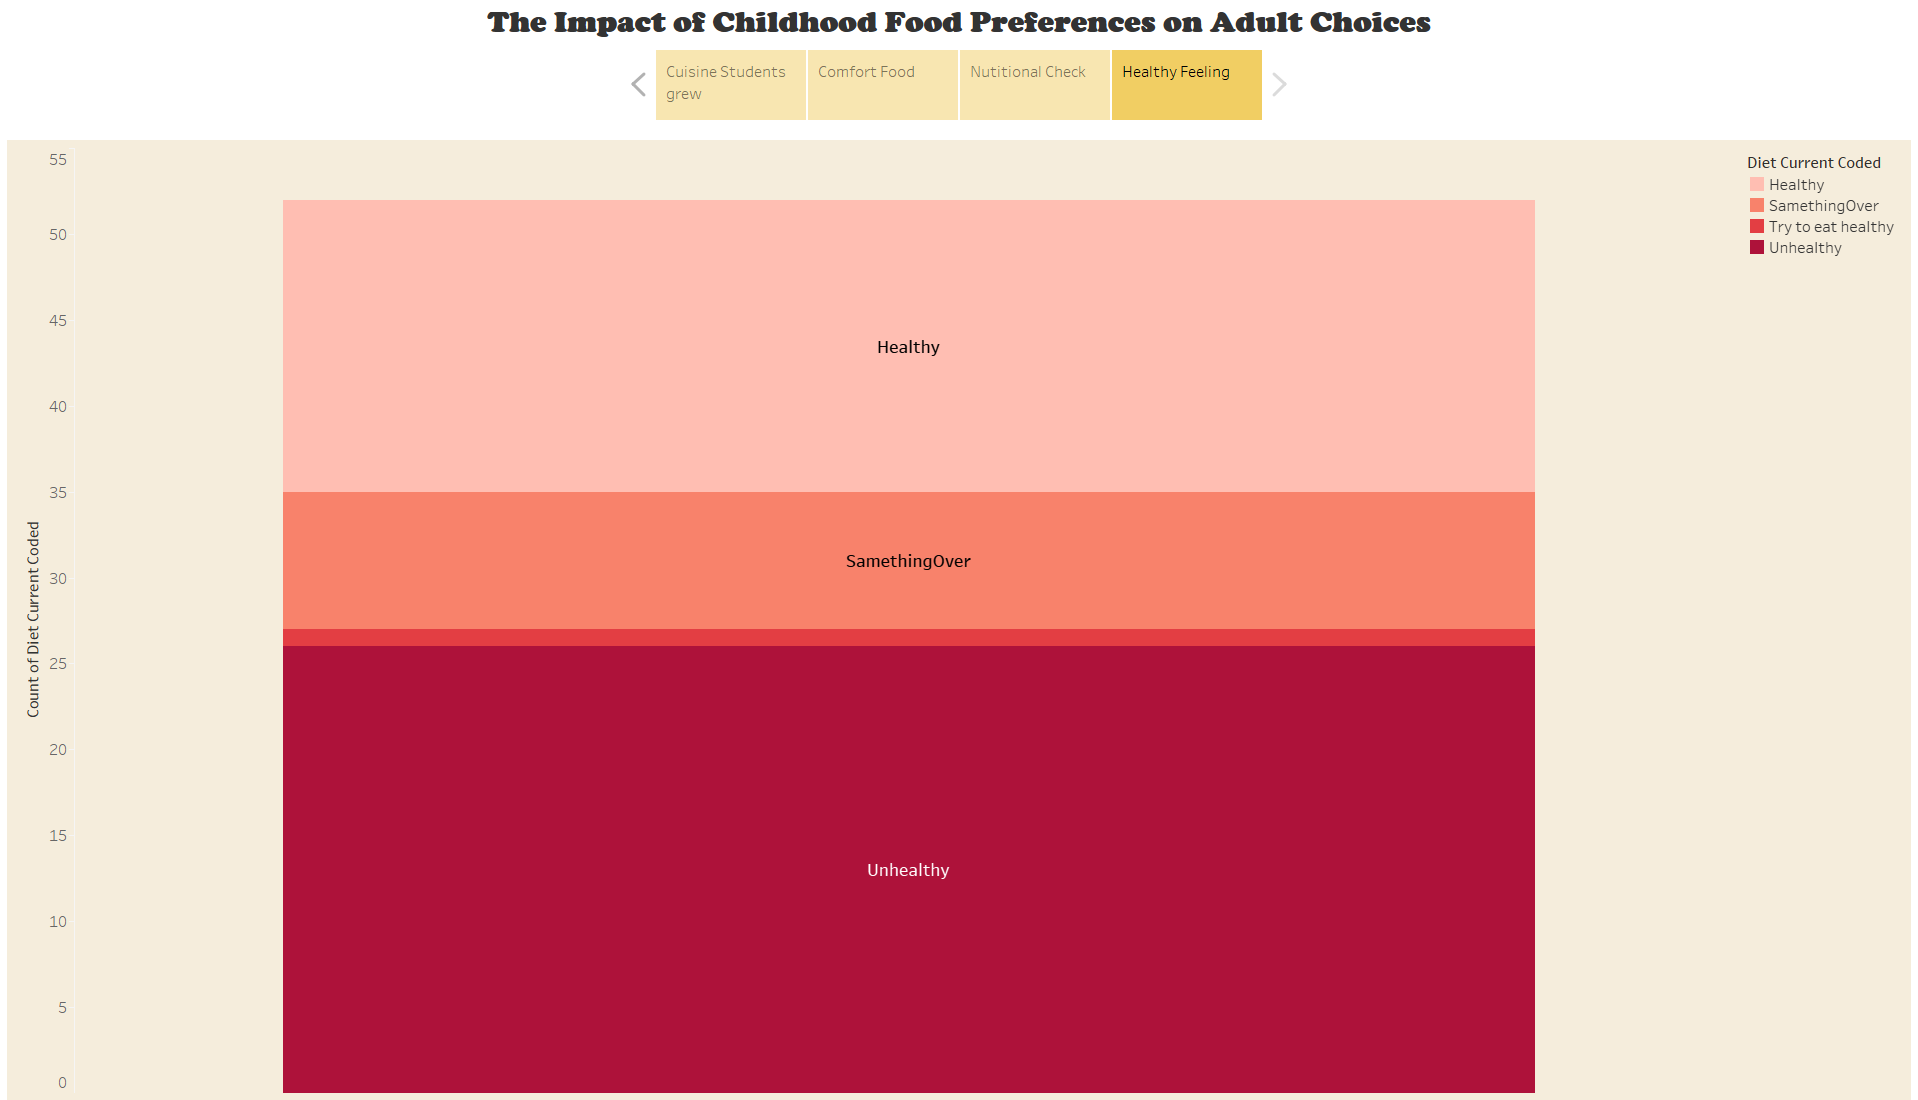 The Impact of Childhood Food Preferences on Adult Choices
Cuisine Students
grew
Comfort Food
Nutitional Check
Healthy Feeling
55
50
45
40
35
30
25
20
15
10
5
0
Count of Diet Current Coded
Healthy
SamethingOver
Unhealthy
Diet Current Coded
Healthy
SamethingOver
Try to eat healthy
Unhealthy